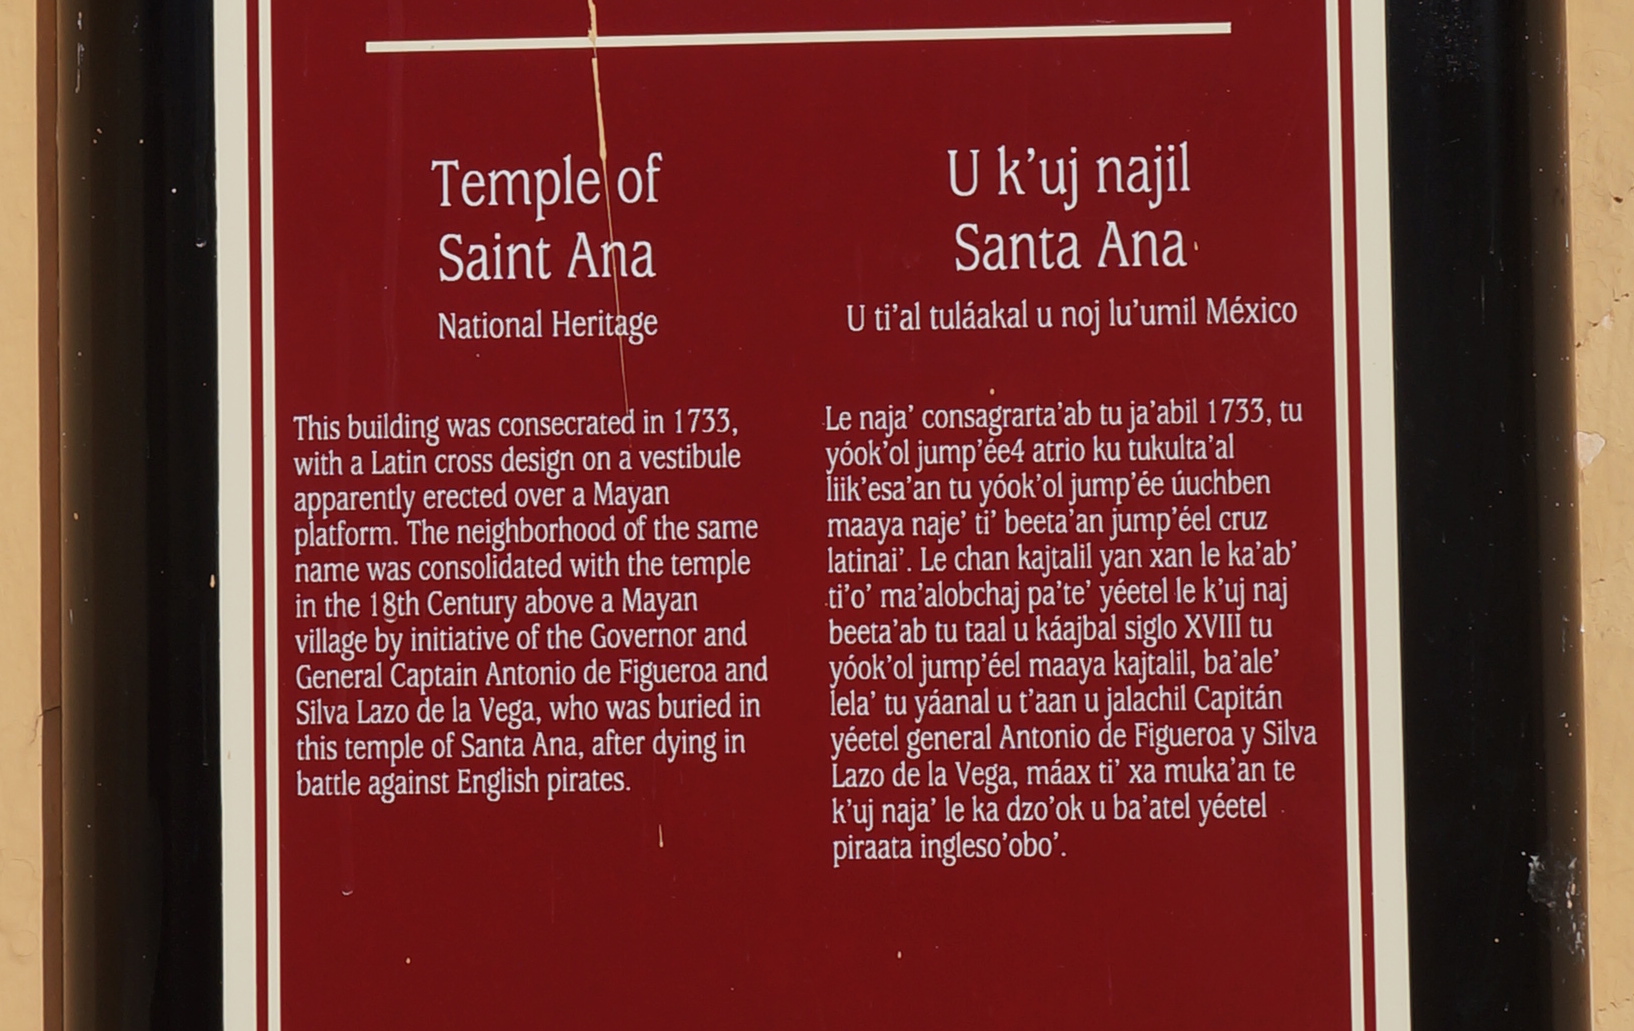 Temple of
Saint Ana
National Heritage
This building was consecrated in 1733,
with a Latin cross design on a vestibule
apparently erected over a Mayan
platform. The neighborhood of the same
name was consolidated with the temple
in the 18th Century above a Mayan
village by initiative of the Governor and
General Captain Antonio de Figueroa and
Silva Lazo de la Vega, who was buried in
this temple of Santa Ana, after dying in
battle against English pirates.
U k’uj najil
Santa Ana
U ti’al tuláakal u noj lu’umil México
Le naja’ consagrarta’ab tu ja’abil 1733, tu
yóok’ol jump’ée4 atrio ku tukulta’al
liik’esa’an tu yóok’ol jump’ée úuchben
maaya naje’ ti’ beeta’an jump’éel cruz
latinai’. Le chan kajtalil yan xan le ka’ab’
ti’o’ ma’alobchaj pa’te’ yéetel le k’uj naj
beeta’ab tu taal u káajbal siglo XVIII tu
yóok’ol jump’éel maaya kajtalil, ba’ale’
lela’ tu yáanal u t’aan u jalachil Capitán
yéetel general Antonio de Figueroa y Silva
Lazo de la Vega, máax ti’ xa muka’an te
k’uj naja’ le ka dzo’ok u ba’atel yéetel
piraata ingleso’obo’.